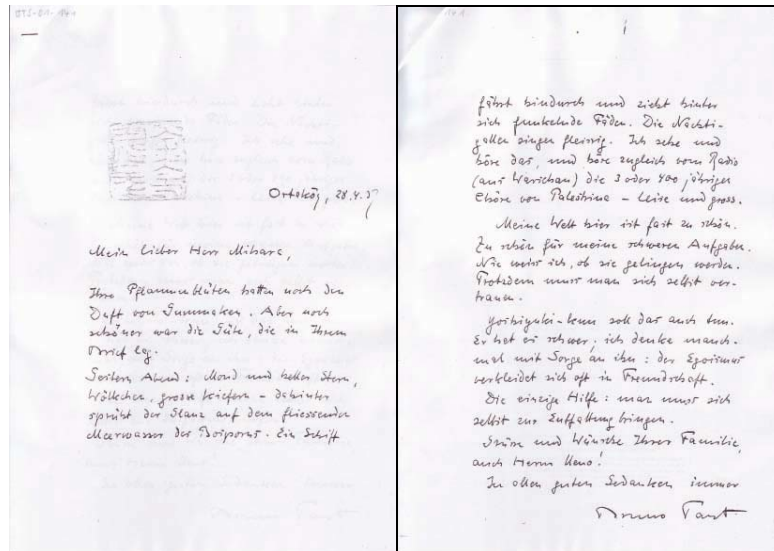 Ortaköj, 28.4.37
Mein lieber Herr Mihara,
Ihre Pflaumenblüten hatten noch den
Duft von Gunmaken. Aber noch
schöner war die Güte, die in Ihrem
Brief lag.
Gestern Abend: Mond und heller Stern,
Wölkchen, grosse Kiefern – dahinter
sprüht der Glanz auf dem fliessenden
Meerwasser des Bosporus. Ein Schiff
fährt hindurch und zieht hinter
sich funkelnde Fäden. Die Nachti-
gallen singen fleissig. Ich sehe und
höre das, und höre zugleich vom Radio
(aus Warschau) die 3 oder 400 jährigen
Chöre von Palestrina – leise und gross.
Meine Welt hier ist fast zu schön.
Zu schön für meine schweren Aufgaben.
Nie weiss ich, ob sie gelingen werden.
Trotzdem muss man sich selbst ver-
trauen.
Yoshiyuki-kun soll das auch tun.
Er hat es schwer, ich denke manch-
mal mit Sorge an ihn: der Egoismus
verkleidet sich oft in Freundschaft.
Die einzige Hilfe: man muss sich
selbst zur Entfaltung bringen.
Grüsse und Wünsche Ihrer Familie,
auch Herrn Ueno!
In allen guten Gedanken immer
Bruno Taut